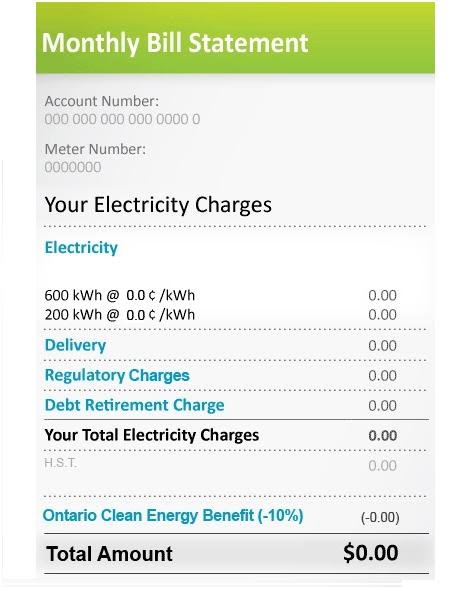 Monthly Bill Statement
Account Number:
000 000 000 000 0000 0
Meter Number:
0000000
Your Electricity Charges
Electricity
600 kWh @ 0.0 ¢ /kWh 0.00
200 kWh @ 0.0 ¢ /kWh 0.00
Delivery 0.00
Regulatory Charges 0.00
Debt Retirement Charge 0.00
Your Total Electricity Charges 0.00
H.S.T. 0.00
Ontario Clean Energy Benefit (-10%) (-0.00)
Total Amount $0.00